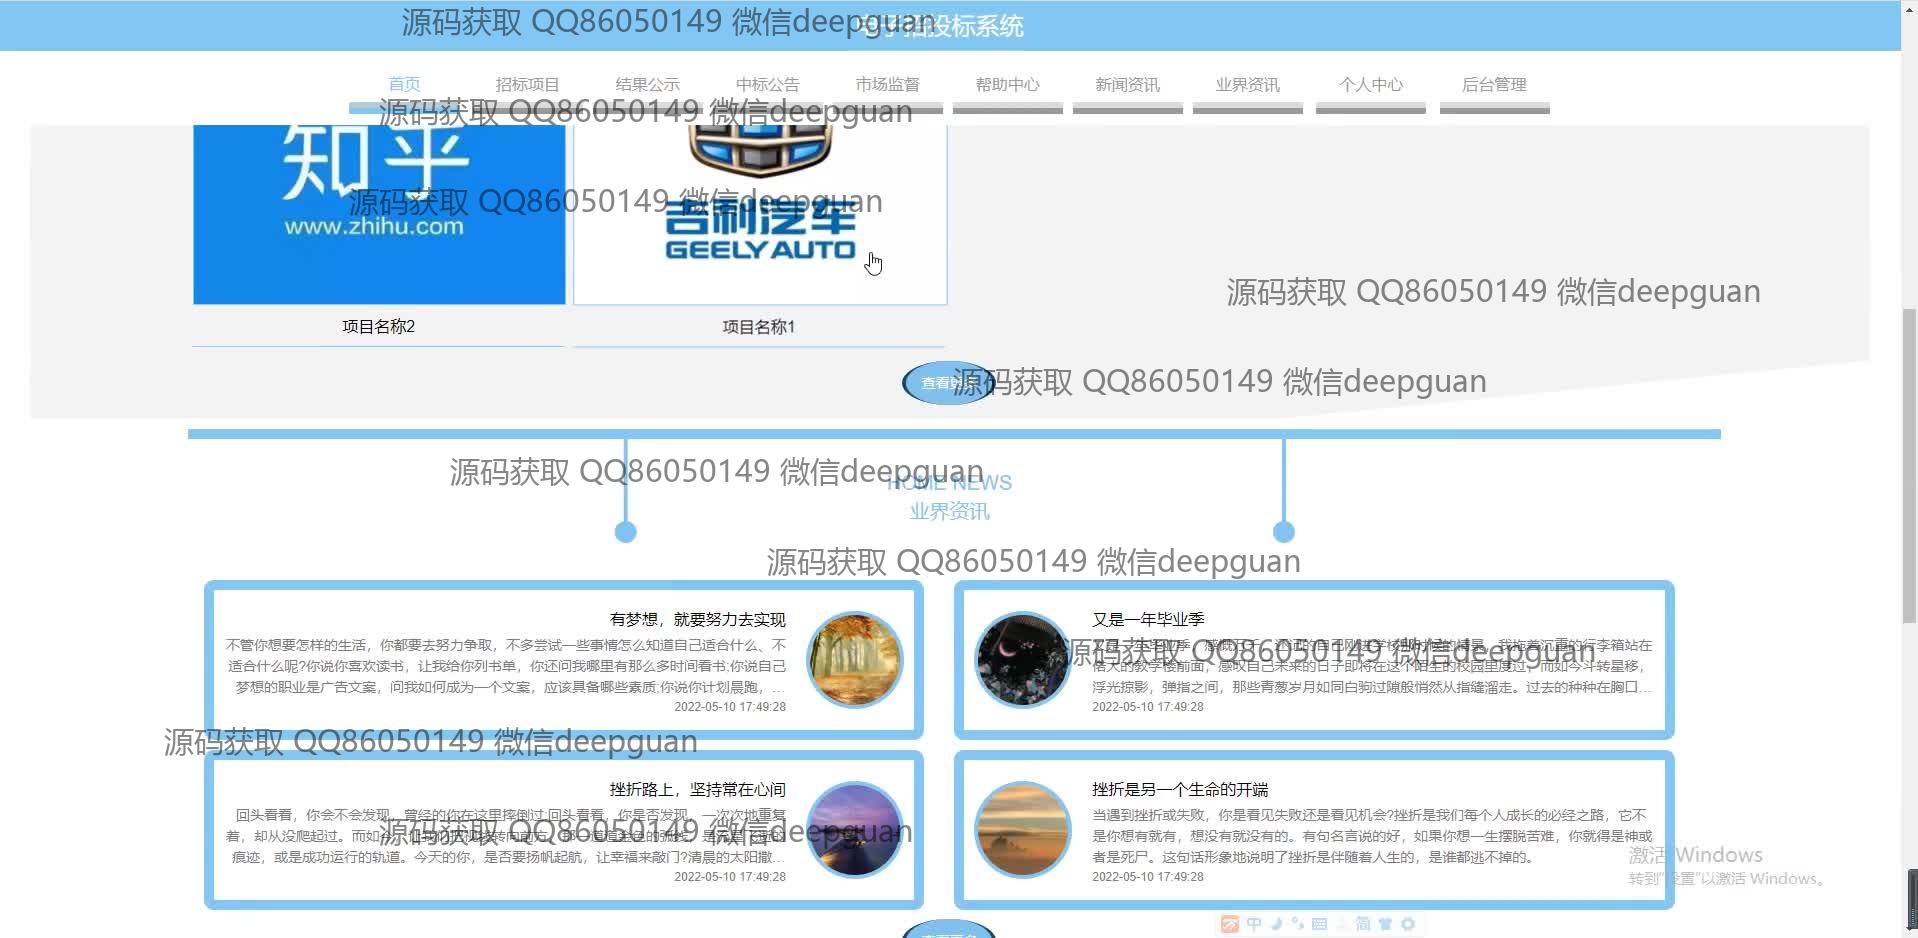 源码获取 QQ86050149 微信deepguan
电子招投标系统
首页 招标项目 结果公示 中标公告 市场监督 帮助中心 新闻资讯 业界资讯 个人中心 后台管理
源码获取 QQ86050149 微信deepguan
知乎
www.zhihu.com
源码获取 QQ86050149 微信deepguan
吉利汽车
GEELY AUTO
源码获取 QQ86050149 微信deepguan
项目名称2
项目名称1
查看
源码获取 QQ86050149 微信deepguan
源码获取 QQ86050149 微信deepguan
HOME NEWS
业界资讯
源码获取 QQ86050149 微信deepguan
有梦想，就要努力去实现
不管你想要怎样的生活，你都要去努力争取，不多尝试一些事情怎么知道自己适合什么、不
适合什么呢?你说你喜欢读书，让我给你列书单，你还问我哪里有那么多时间看书;你说自己
梦想的职业是广告文案，问我如何成为一个文案，应该具备哪些素质;你说你计划晨跑，...
2022-05-10 17:49:28
又是一年毕业季
源码获取 QQ86050149 微信deepguan
我拖着沉重的行李箱站在
偌大的教学楼前面，感叹自己未来的日子即将在这个陌生的校园里度过，而如今斗转星移，
浮光掠影，弹指之间，那些青葱岁月如同白驹过隙般悄然从指缝溜走。过去的种种在胸口...
2022-05-10 17:49:28
源码获取 QQ86050149 微信deepguan
挫折路上，坚持常在心间
回头看看，你会不会发现，曾经的你在这里摔倒过;回头看看，你是否发现，一次次地重复
着，却从没爬起过。而如今
源码获取 QQ86050149 微信deepguan
痕迹，或是成功运行的轨道。今天的你，是否要扬帆起航，让幸福来敲门?清晨的太阳撒...
2022-05-10 17:49:28
挫折是另一个生命的开端
当遇到挫折或失败，你是看见失败还是看见机会?挫折是我们每个人成长的必经之路，它不
是你想有就有，想没有就没有的。有句名言说的好，如果你想一生摆脱苦难，你就得是神或
者是死尸。这句话形象地说明了挫折是伴随着人生的，是谁都逃不掉的。
2022-05-10 17:49:28
激活 Windows
转到"设置"以激活 Windows。
中 简